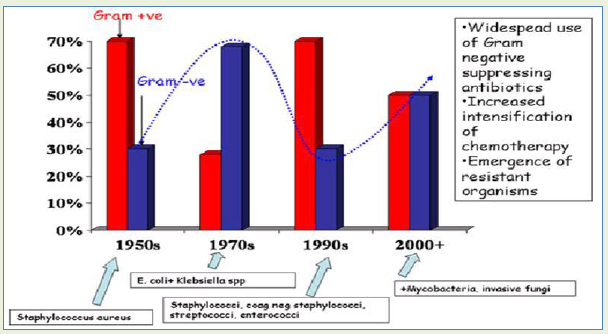 Gram +ve
Gram -ve
70%
60%
50%
40%
30%
20%
10%
0%
1950s
1970s
1990s
2000+
•Widespead use
of Gram
negative
suppressing
antibiotics
•Increased
intensification
of
chemotherapy
•Emergence of
resistant
organisms
E. coli+ Klebsiella spp
+Mycobacteria, invasive fungi
Staphylococci, coag neg staphylococci,
streptococci, enterococci
Staphylococcus aureus